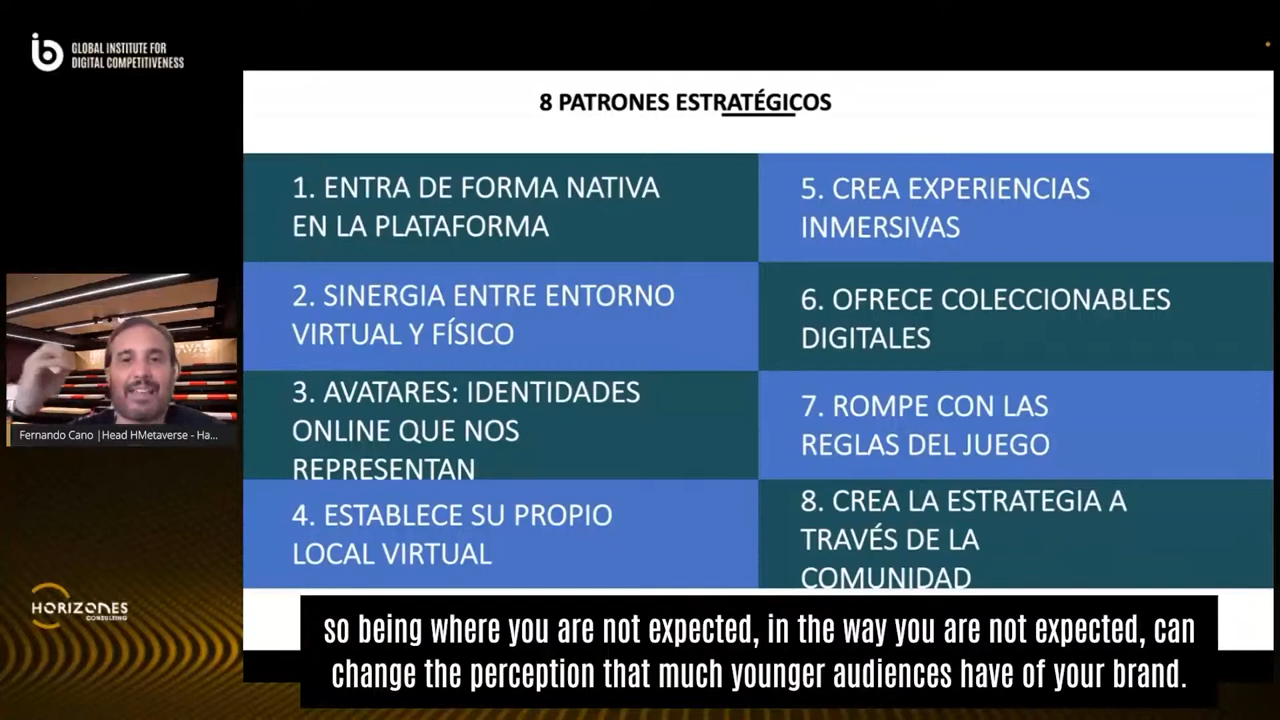 ib GLOBAL INSTITUTE FOR
DIGITAL COMPETITIVENESS
8 PATRONES ESTRATÉGICOS
1. ENTRA DE FORMA NATIVA
EN LA PLATAFORMA
2. SINERGIA ENTRE ENTORNO
VIRTUAL Y FÍSICO
3. AVATARES: IDENTIDADES
ONLINE QUE NOS
REPRESENTAN
4. ESTABLECE SU PROPIO
LOCAL VIRTUAL
5. CREA EXPERIENCIAS
INMERSIVAS
6. OFRECE COLECCIONABLES
DIGITALES
7. ROMPE CON LAS
REGLAS DEL JUEGO
8. CREA LA ESTRATEGIA A
TRAVÉS DE LA
COMUNIDAD
Fernando Cano |Head HMetaverse - Ha...
HORIZONES
CONSULTING
so being where you are not expected, in the way you are not expected, can
change the perception that much younger audiences have of your brand.